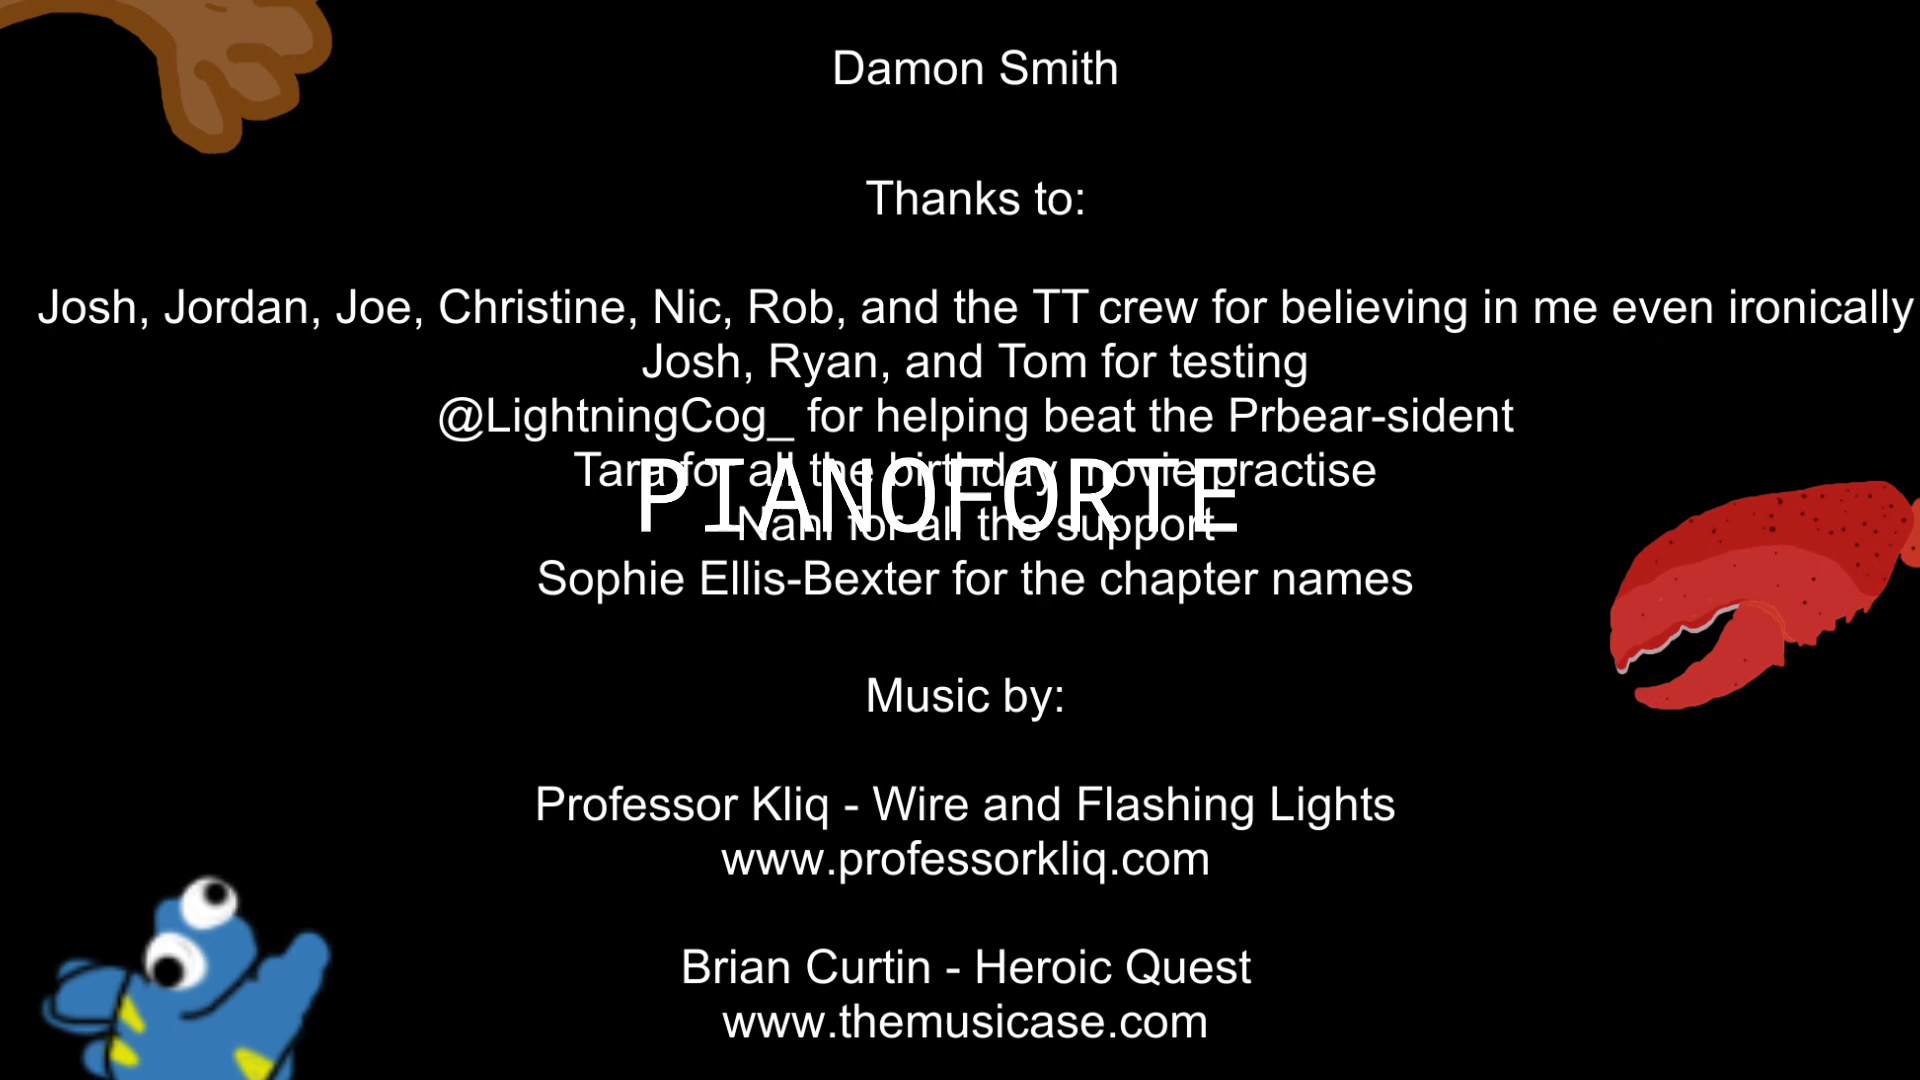 Damon Smith
Thanks to:
Josh, Jordan, Joe, Christine, Nic, Rob, and the TT crew for believing in me even ironically
Josh, Ryan, and Tom for testing
@LightningCog_ for helping beat the Prbear-sident
Tara for all the birthday movie practise
PIANOFORTE
for all the support
Sophie Ellis-Bexter for the chapter names
Music by:
Professor Kliq - Wire and Flashing Lights
www.professorkliq.com
Brian Curtin - Heroic Quest
www.themusicase.com